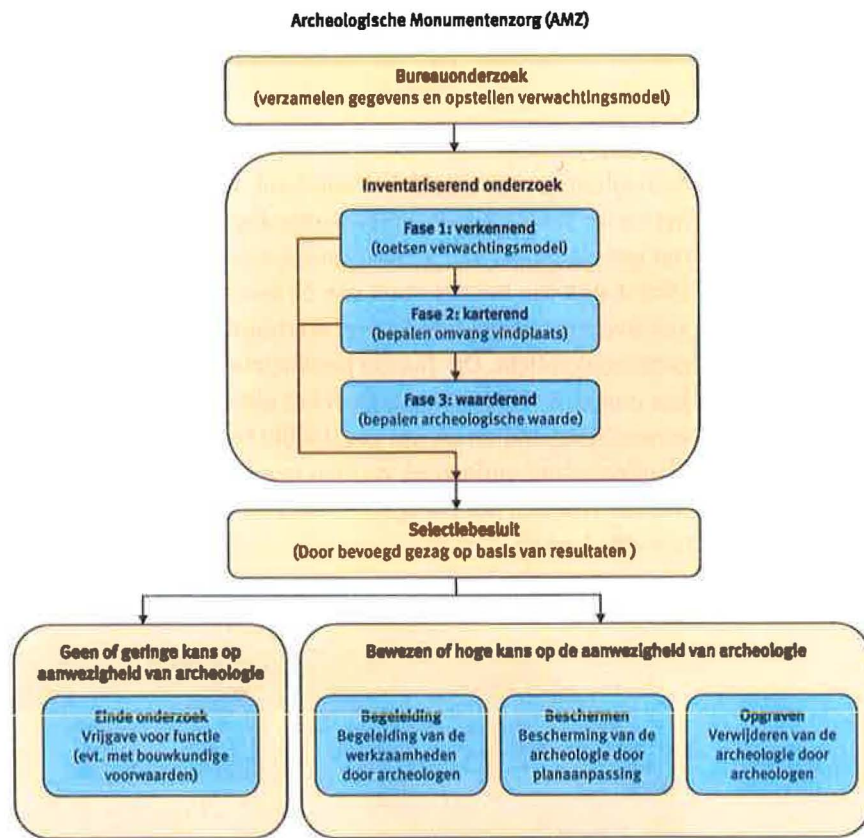 Archeologische Monumentenzorg (AMZ)
Bureauonderzoek
(verzamelen gegevens en opstellen verwachtingsmodel)
Inventariserend onderzoek
Fase 1: verkennend
(toetsen verwachtingsmodel)
Fase 2: karterend
(bepalen omvang vindplaats)
Fase 3: waarderend
(bepalen archeologische waarde)
Selectiebesluit
(Door bevoegd gezag op basis van resultaten )
Geen of geringe kans op
aanwezigheid van archeologie
Einde onderzoek
Vrijgave voor functie
(evt. met bouwkundige
voorwaarden)
Bewezen of hoge kans op de aanwezigheid van archeologie
Begeleiding
Begeleiding van de
werkzaamheden
door archeologen
Beschermen
Bescherming van de
archeologie door
planaanpassing
Opgraven
Verwijderen van de
archeologie door
archeologen